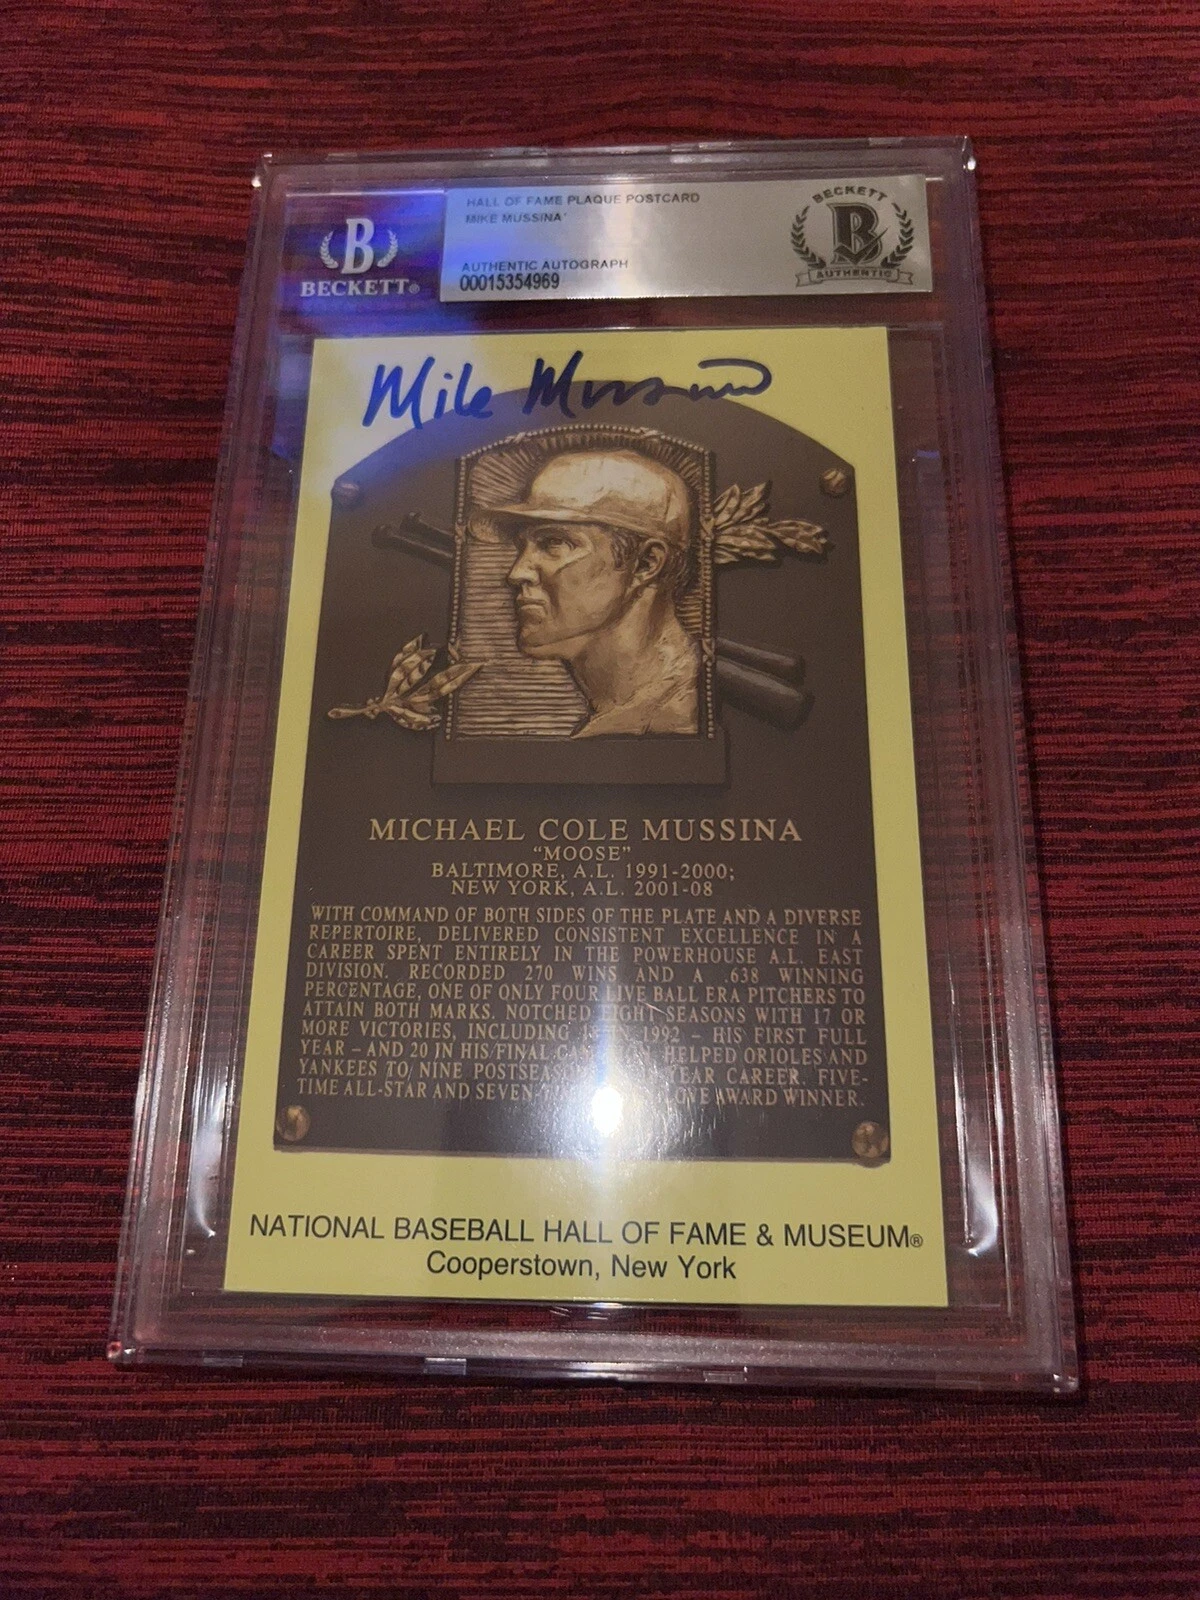 HALL OF FAME PLAQUE POSTCARD
MIKE MUSSINA
AUTHENTIC AUTOGRAPH
00015354969
B
BECKETT®
BECKETT
B
AUTHENTIC
Mike Mussina
MICHAEL COLE MUSSINA
"MOOSE"
BALTIMORE, A.L. 1991-2000;
NEW YORK, A.L. 2001-08
WITH COMMAND OF BOTH SIDES OF THE PLATE AND A DIVERSE
REPERTOIRE, DELIVERED CONSISTENT EXCELLENCE IN A
CAREER SPENT ENTIRELY IN THE POWERHOUSE A.L. EAST
DIVISION. RECORDED 270 WINS AND A .638 WINNING
PERCENTAGE, ONE OF ONLY FOUR LIVE BALL ERA PITCHERS TO
ATTAIN BOTH MARKS. NOTCHED EIGHT SEASONS WITH 17 OR
MORE VICTORIES, INCLUDING IN 1992 – HIS FIRST FULL
YEAR – AND 20 IN HIS FINAL HELPED ORIOLES AND
YANKEES TO NINE CAREER. FIVE-
TIME ALL-STAR AND AWARD WINNER.
NATIONAL BASEBALL HALL OF FAME & MUSEUM®
Cooperstown, New York